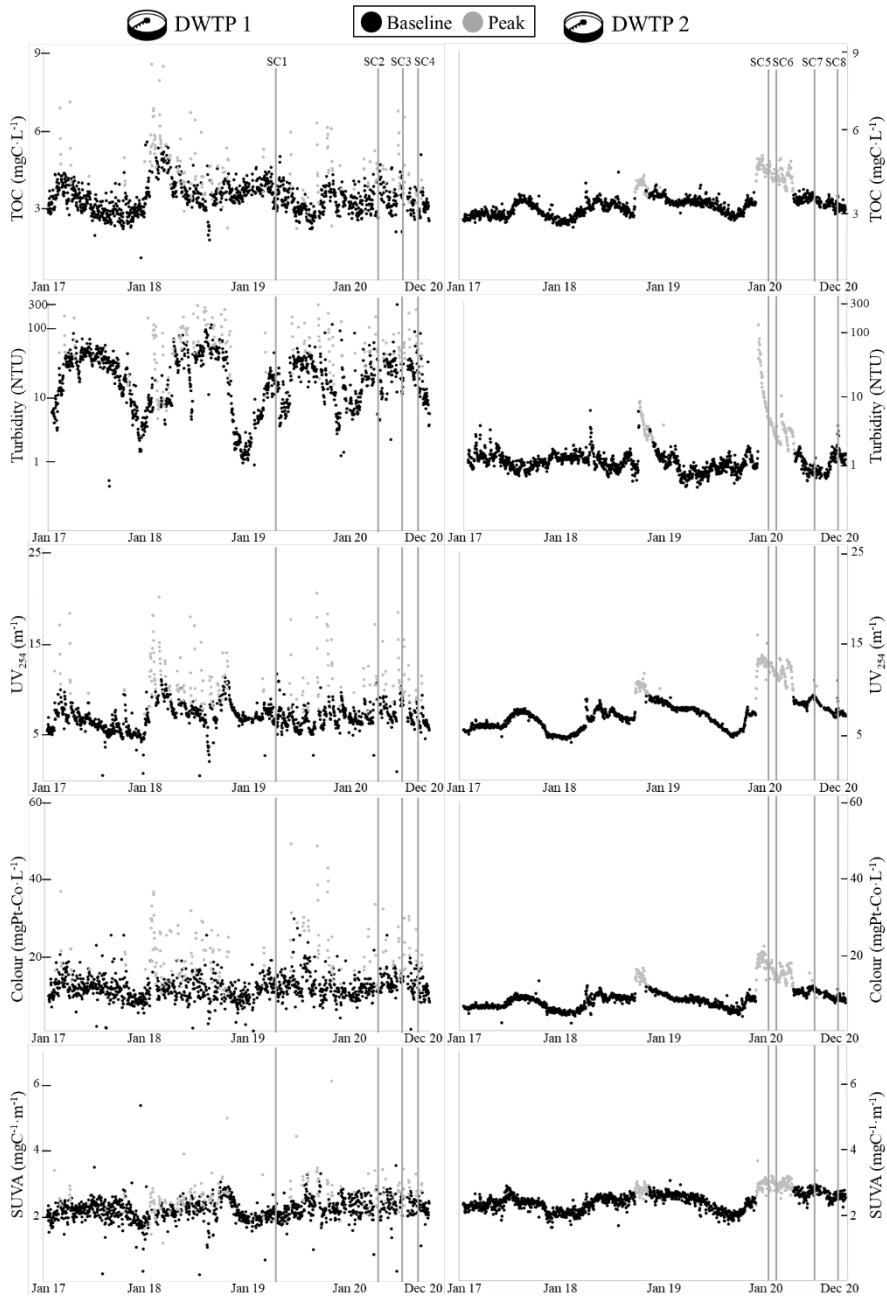 DWTP 1 Baseline Peak DWTP 2
SC1 SC2 SC3 SC4 SC5 SC6 SC7 SC8
TOC (mgC·L⁻¹)
9
6
3
Jan 17 Jan 18 Jan 19 Jan 20 Dec 20
Jan 17 Jan 18 Jan 19 Jan 20 Dec 20
9
6
3
TOC (mgC·L⁻¹)
Turbidity (NTU)
300
100
10
1
Jan 17 Jan 18 Jan 19 Jan 20 Dec 20
Jan 17 Jan 18 Jan 19 Jan 20 Dec 20
300
100
10
1
Turbidity (NTU)
UV₂₅₄ (m⁻¹)
25
15
5
Jan 17 Jan 18 Jan 19 Jan 20 Dec 20
Jan 17 Jan 18 Jan 19 Jan 20 Dec 20
25
15
5
UV₂₅₄ (m⁻¹)
Colour (mgPt-Co·L⁻¹)
60
40
20
Jan 17 Jan 18 Jan 19 Jan 20 Dec 20
Jan 17 Jan 18 Jan 19 Jan 20 Dec 20
60
40
20
Colour (mgPt-Co·L⁻¹)
SUVA (mgC⁻¹·m⁻¹)
6
4
2
Jan 17 Jan 18 Jan 19 Jan 20 Dec 20
Jan 17 Jan 18 Jan 19 Jan 20 Dec 20
6
4
2
SUVA (mgC⁻¹·m⁻¹)